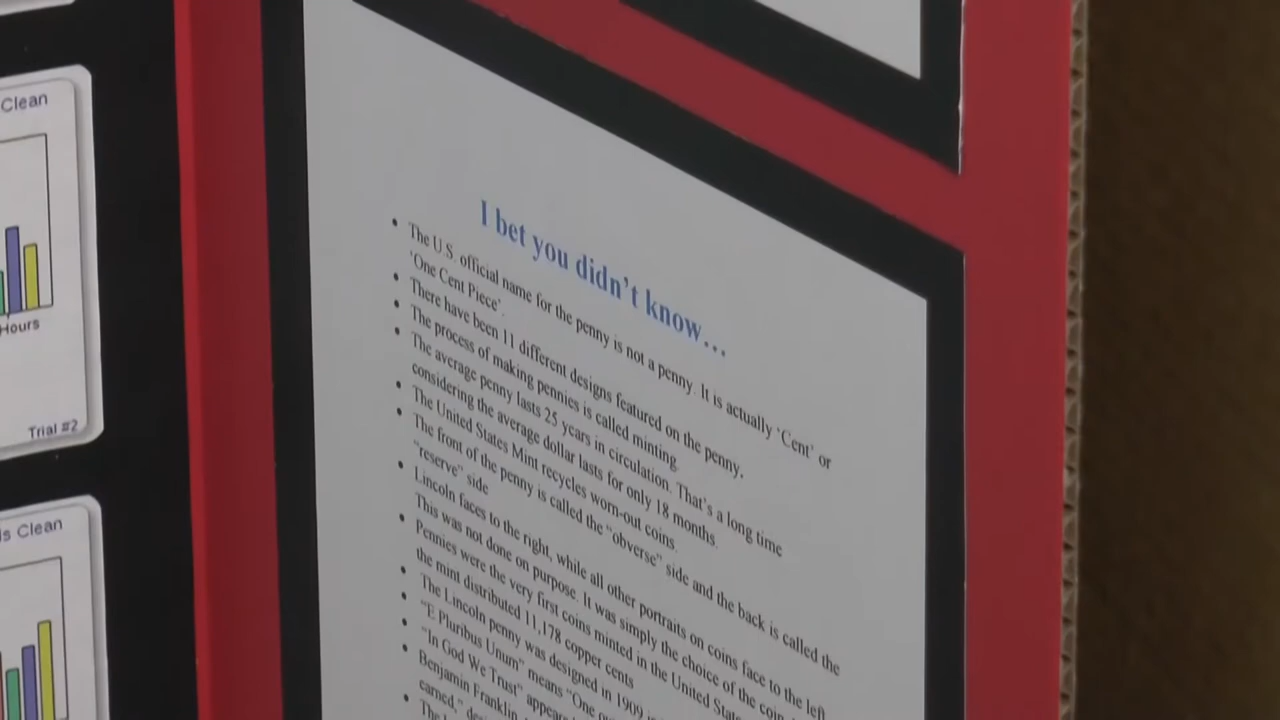 Clean
Hours
Trial #2
is Clean
I bet you didn't know…
• The U.S. official name for the penny is not a penny. It is actually 'Cent' or
'One Cent Piece'.
• There have been 11 different designs featured on the penny.
• The process of making pennies is called minting.
• The average penny lasts 25 years in circulation. That's a long time
considering the average dollar lasts for only 18 months.
• The United States Mint recycles worn-out coins.
• The front of the penny is called the "obverse" side and the back is called the
"reserve" side
• Lincoln faces to the right, while all other portraits on coins face to the left
This was not done on purpose. It was simply the choice of the coin
• Pennies were the very first coins minted in the United States
the mint distributed 11,178 copper cents
• The Lincoln penny was designed in 1909
• "E Pluribus Unum" means "One
• "In God We Trust" appeare
• Benjamin Franklin
earned,"
• The